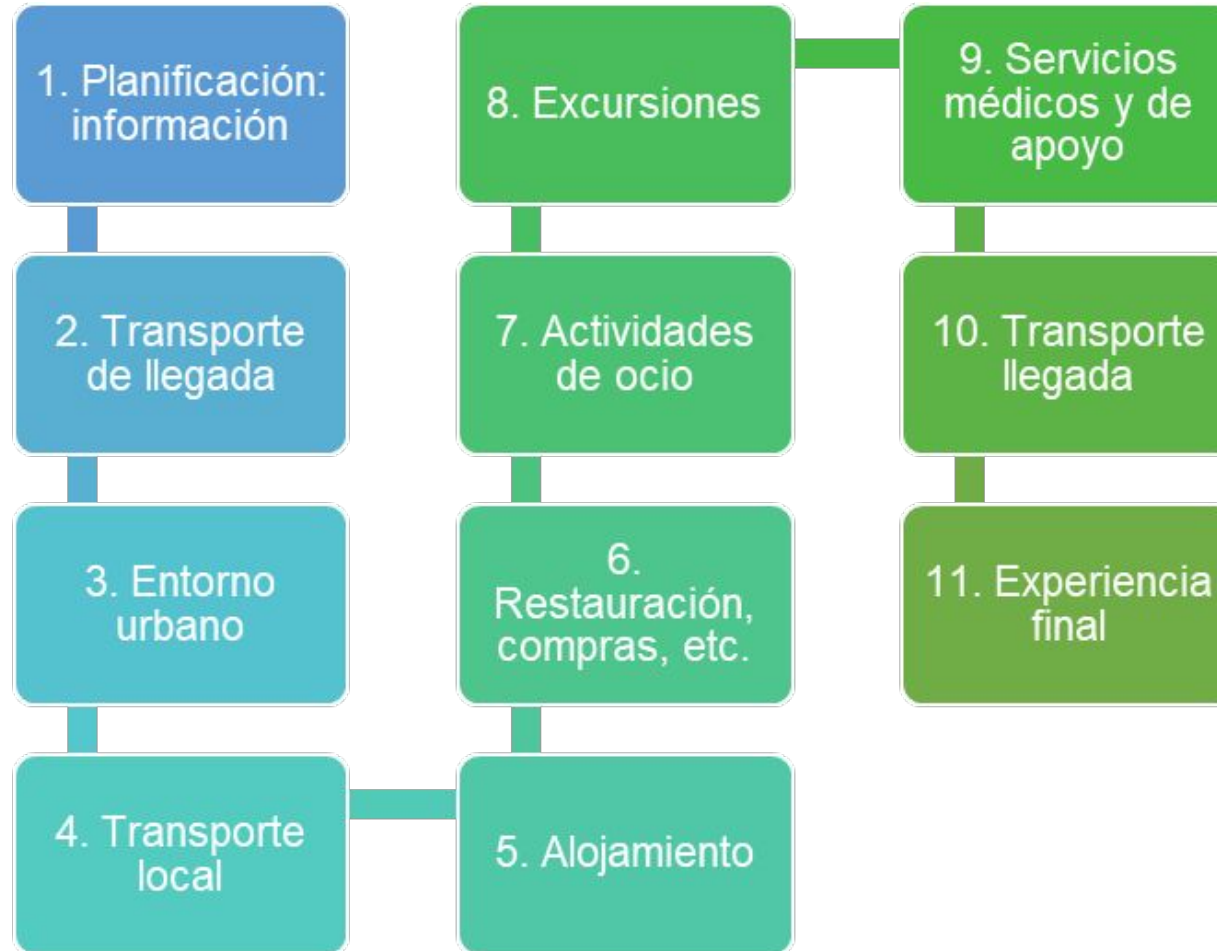 1. Planificación:
información
2. Transporte
de llegada
3. Entorno
urbano
4. Transporte
local
5. Alojamiento
6.
Restauración,
compras, etc.
7. Actividades
de ocio
8. Excursiones
9. Servicios
médicos y de
apoyo
10. Transporte
llegada
11. Experiencia
final